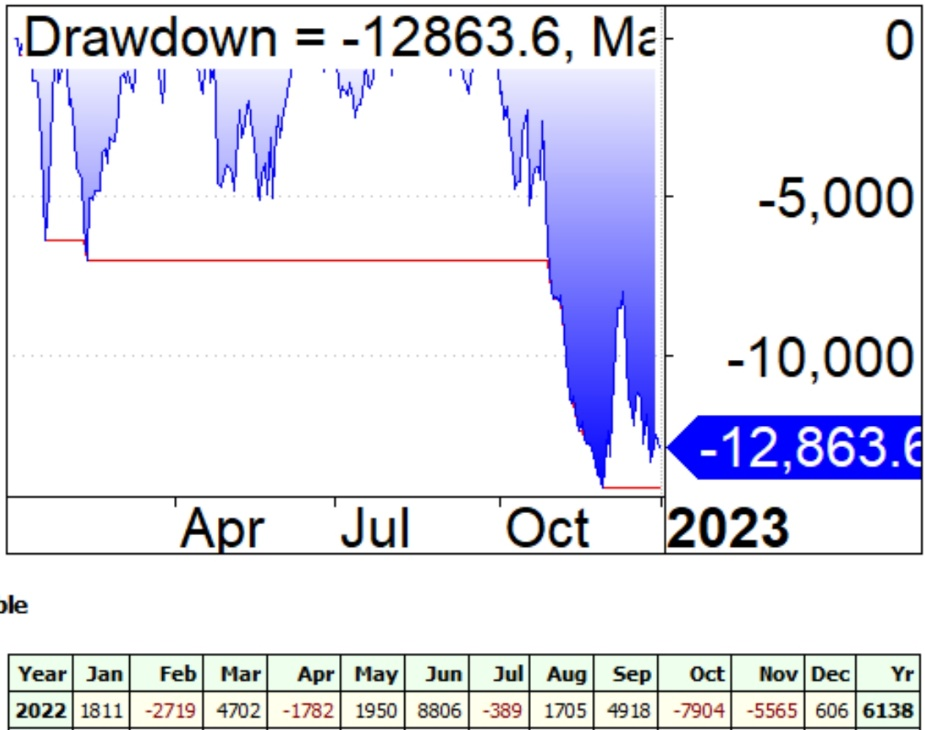 Drawdown = -12863.6, Ma
0
-5,000
-10,000
-12,863.6
Apr Jul Oct 2023
ple
Year Jan Feb Mar Apr May Jun Jul Aug Sep Oct Nov Dec Yr
2022 1811 -2719 4702 -1782 1950 8806 -389 1705 4918 -7904 -5565 606 6138